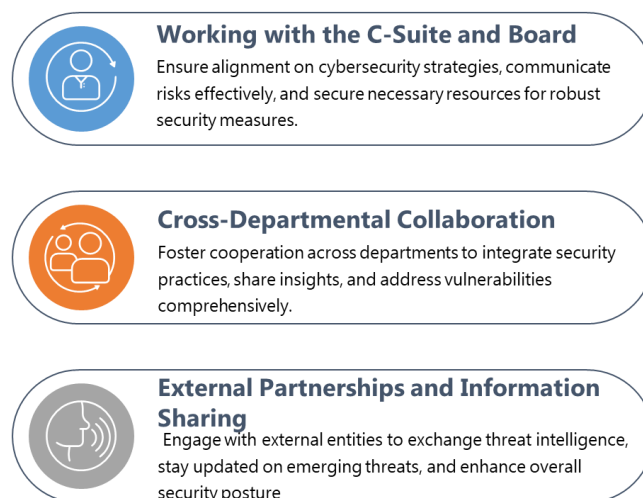 Working with the C-Suite and Board
Ensure alignment on cybersecurity strategies, communicate
risks effectively, and secure necessary resources for robust
security measures.
Cross-Departmental Collaboration
Foster cooperation across departments to integrate security
practices, share insights, and address vulnerabilities
comprehensively.
External Partnerships and Information
Sharing
Engage with external entities to exchange threat intelligence,
stay updated on emerging threats, and enhance overall
security posture